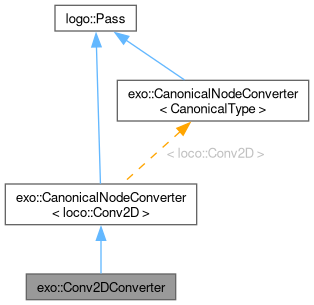 logo::Pass
exo::CanonicalNodeConverter
< CanonicalType >
< loco::Conv2D >
exo::CanonicalNodeConverter
< loco::Conv2D >
exo::Conv2DConverter